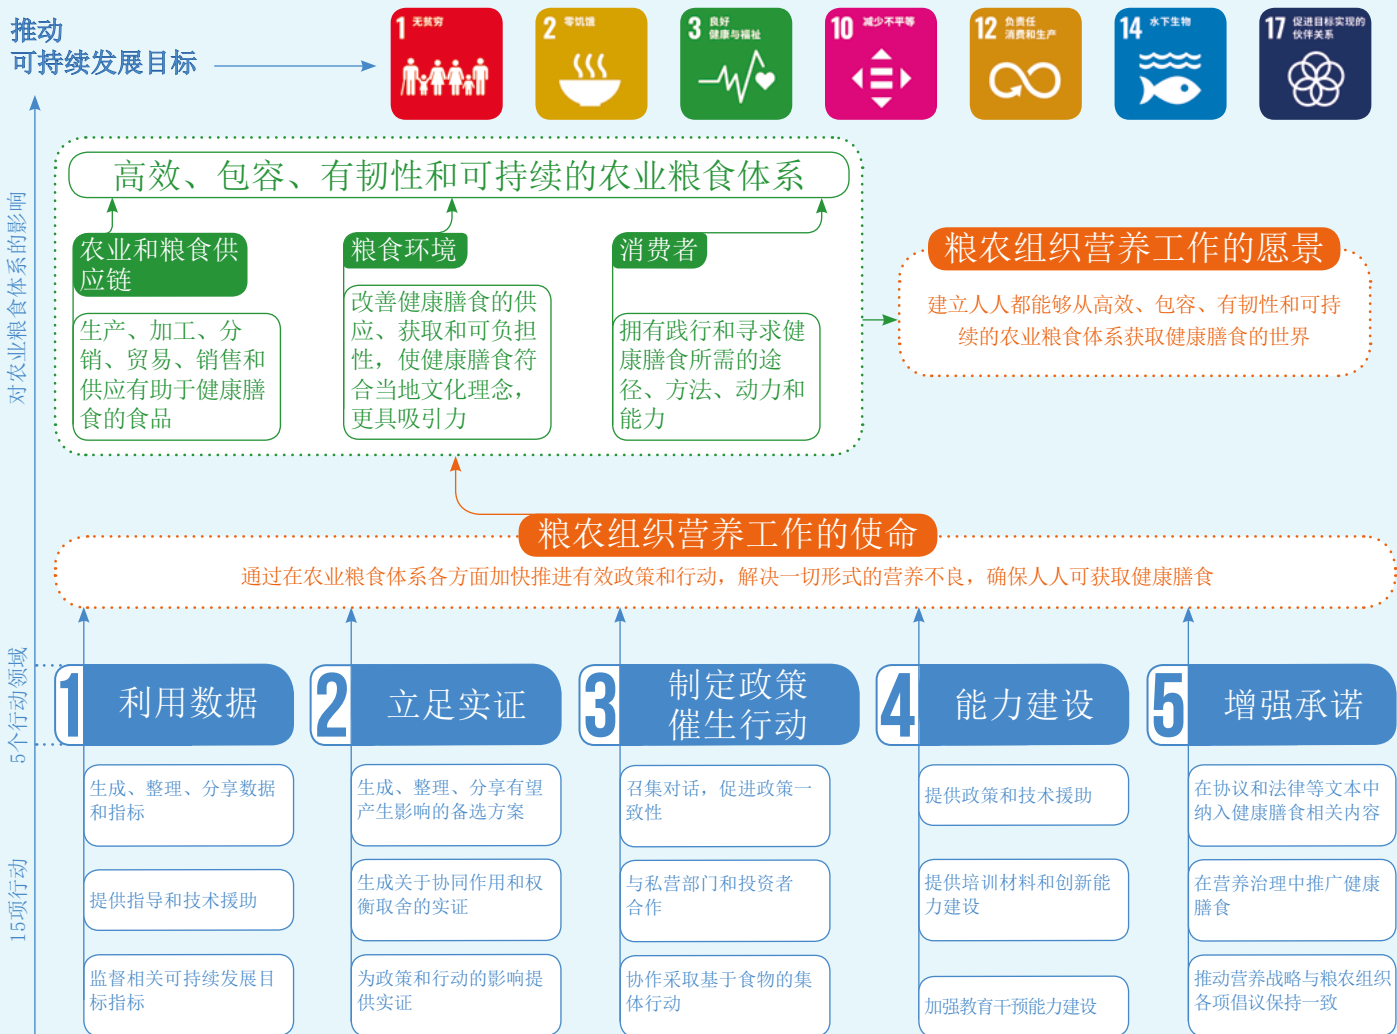 推动
可持续发展目标
1 无贫穷
2 零饥饿
3 良好
健康与福祉
10 减少不平等
12 负责任
消费和生产
14 水下生物
17 促进目标实现的
伙伴关系
对农业粮食体系的影响
高效、包容、有韧性和可持续的农业粮食体系
农业和粮食供
应链
生产、加工、分
销、贸易、销售和
供应有助于健康膳
食的食品
粮食环境
改善健康膳食的供
应、获取和可负担
性，使健康膳食符
合当地文化理念，
更具吸引力
消费者
拥有践行和寻求健
康膳食所需的途
径、方法、动力和
能力
粮农组织营养工作的愿景
建立人人都能够从高效、包容、有韧性和可持
续的农业粮食体系获取健康膳食的世界
粮农组织营养工作的使命
通过在农业粮食体系各方面加快推进有效政策和行动，解决一切形式的营养不良，确保人人可获取健康膳食
5个行动领域
1 利用数据
2 立足实证
3 制定政策
催生行动
4 能力建设
5 增强承诺
15项行动
生成、整理、分享数据
和指标
提供指导和技术援助
监督相关可持续发展目
标指标
生成、整理、分享有望
产生影响的备选方案
生成关于协同作用和权
衡取舍的实证
为政策和行动的影响提
供实证
召集对话，促进政策一
致性
与私营部门和投资者
合作
协作采取基于食物的集
体行动
提供政策和技术援助
提供培训材料和创新能
力建设
加强教育干预能力建设
在协议和法律等文本中
纳入健康膳食相关内容
在营养治理中推广健康
膳食
推动营养战略与粮农组织
各项倡议保持一致